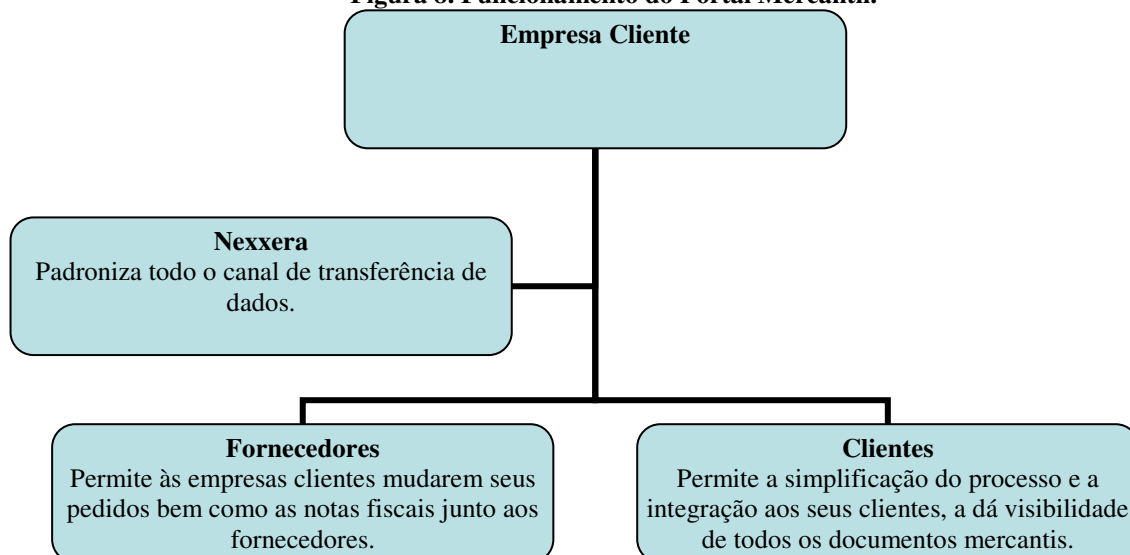 Figura 8. Funcionamento do Portal Mercantil.
Empresa Cliente
Nexxera
Padroniza todo o canal de transferência de
dados.
Fornecedores
Permite às empresas clientes mudarem seus
pedidos bem como as notas fiscais junto aos
fornecedores.
Clientes
Permite a simplificação do processo e a
integração aos seus clientes, a dá visibilidade
de todos os documentos mercantis.